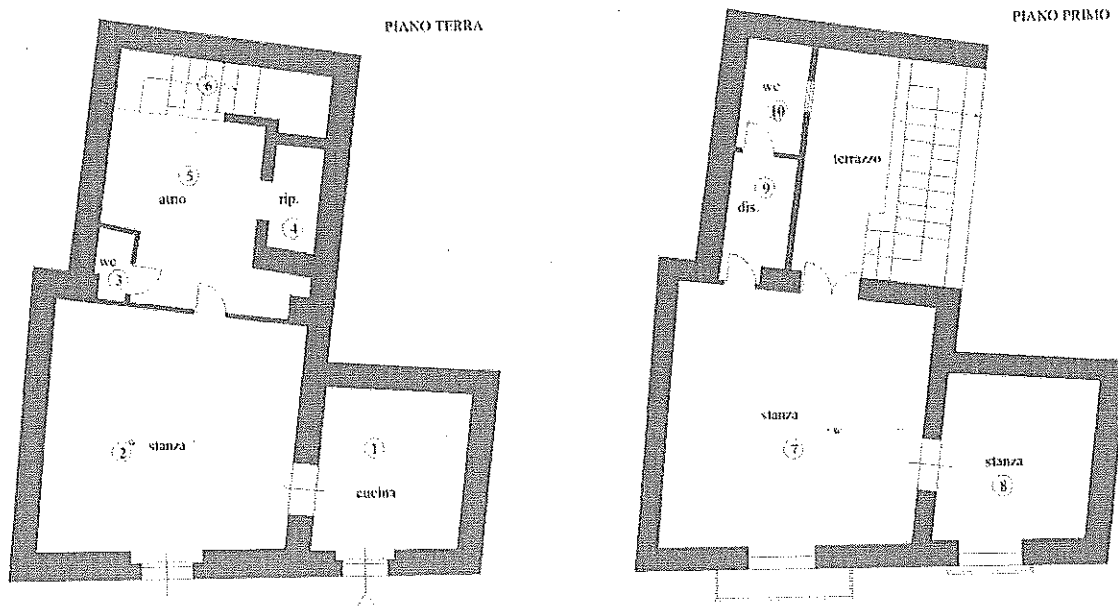 PIANO TERRA
6
5
atrio
rip.
4
wc
3
2 stanza
1
cucina
PIANO PRIMO
wc
10
terrazzo
9
dis.
stanza
7
stanza
8